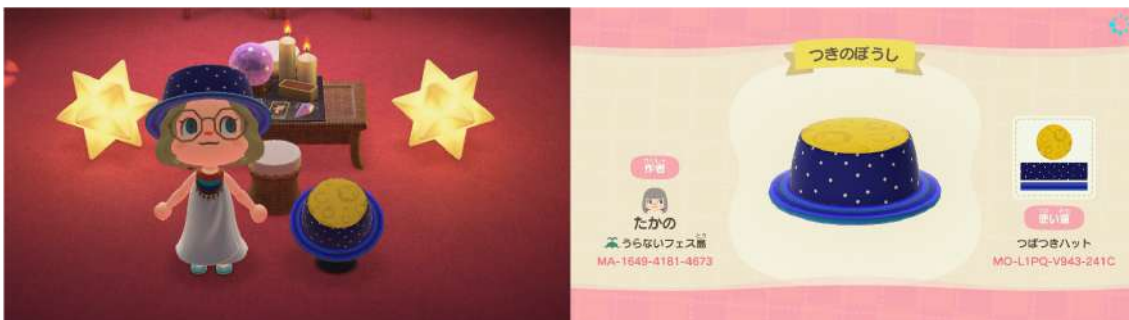 つきのぼうし
作者
たかの
うらないフェス島
MA-1649-4181-4673
使い道
つばつきハット
MO-L1PQ-V943-241C